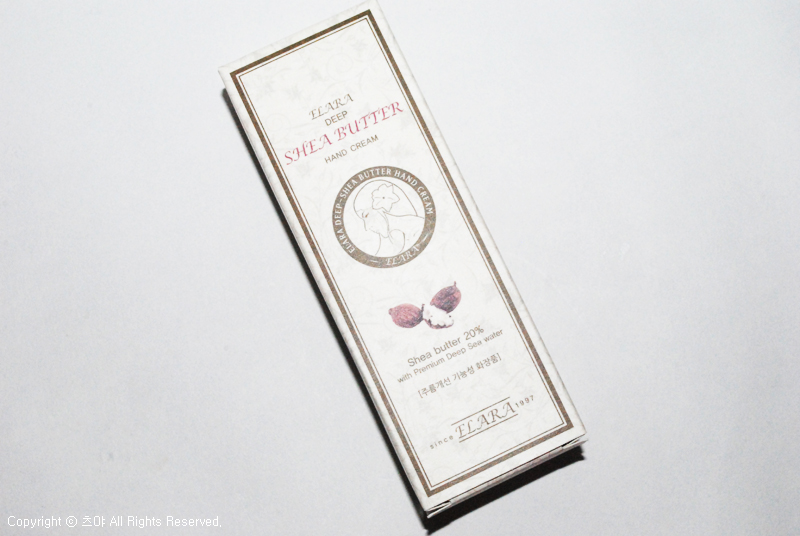 ELARA
DEEP
SHEA BUTTER
HAND CREAM
ELARA DEEP-SHEA BUTTER HAND CREAM
ELARA
Shea butter 20%
with Premium Deep Sea water
[주름개선 기능성 화장품]
since ELARA 1997
Copyright ⓒ 츠야 All Rights Reserved.